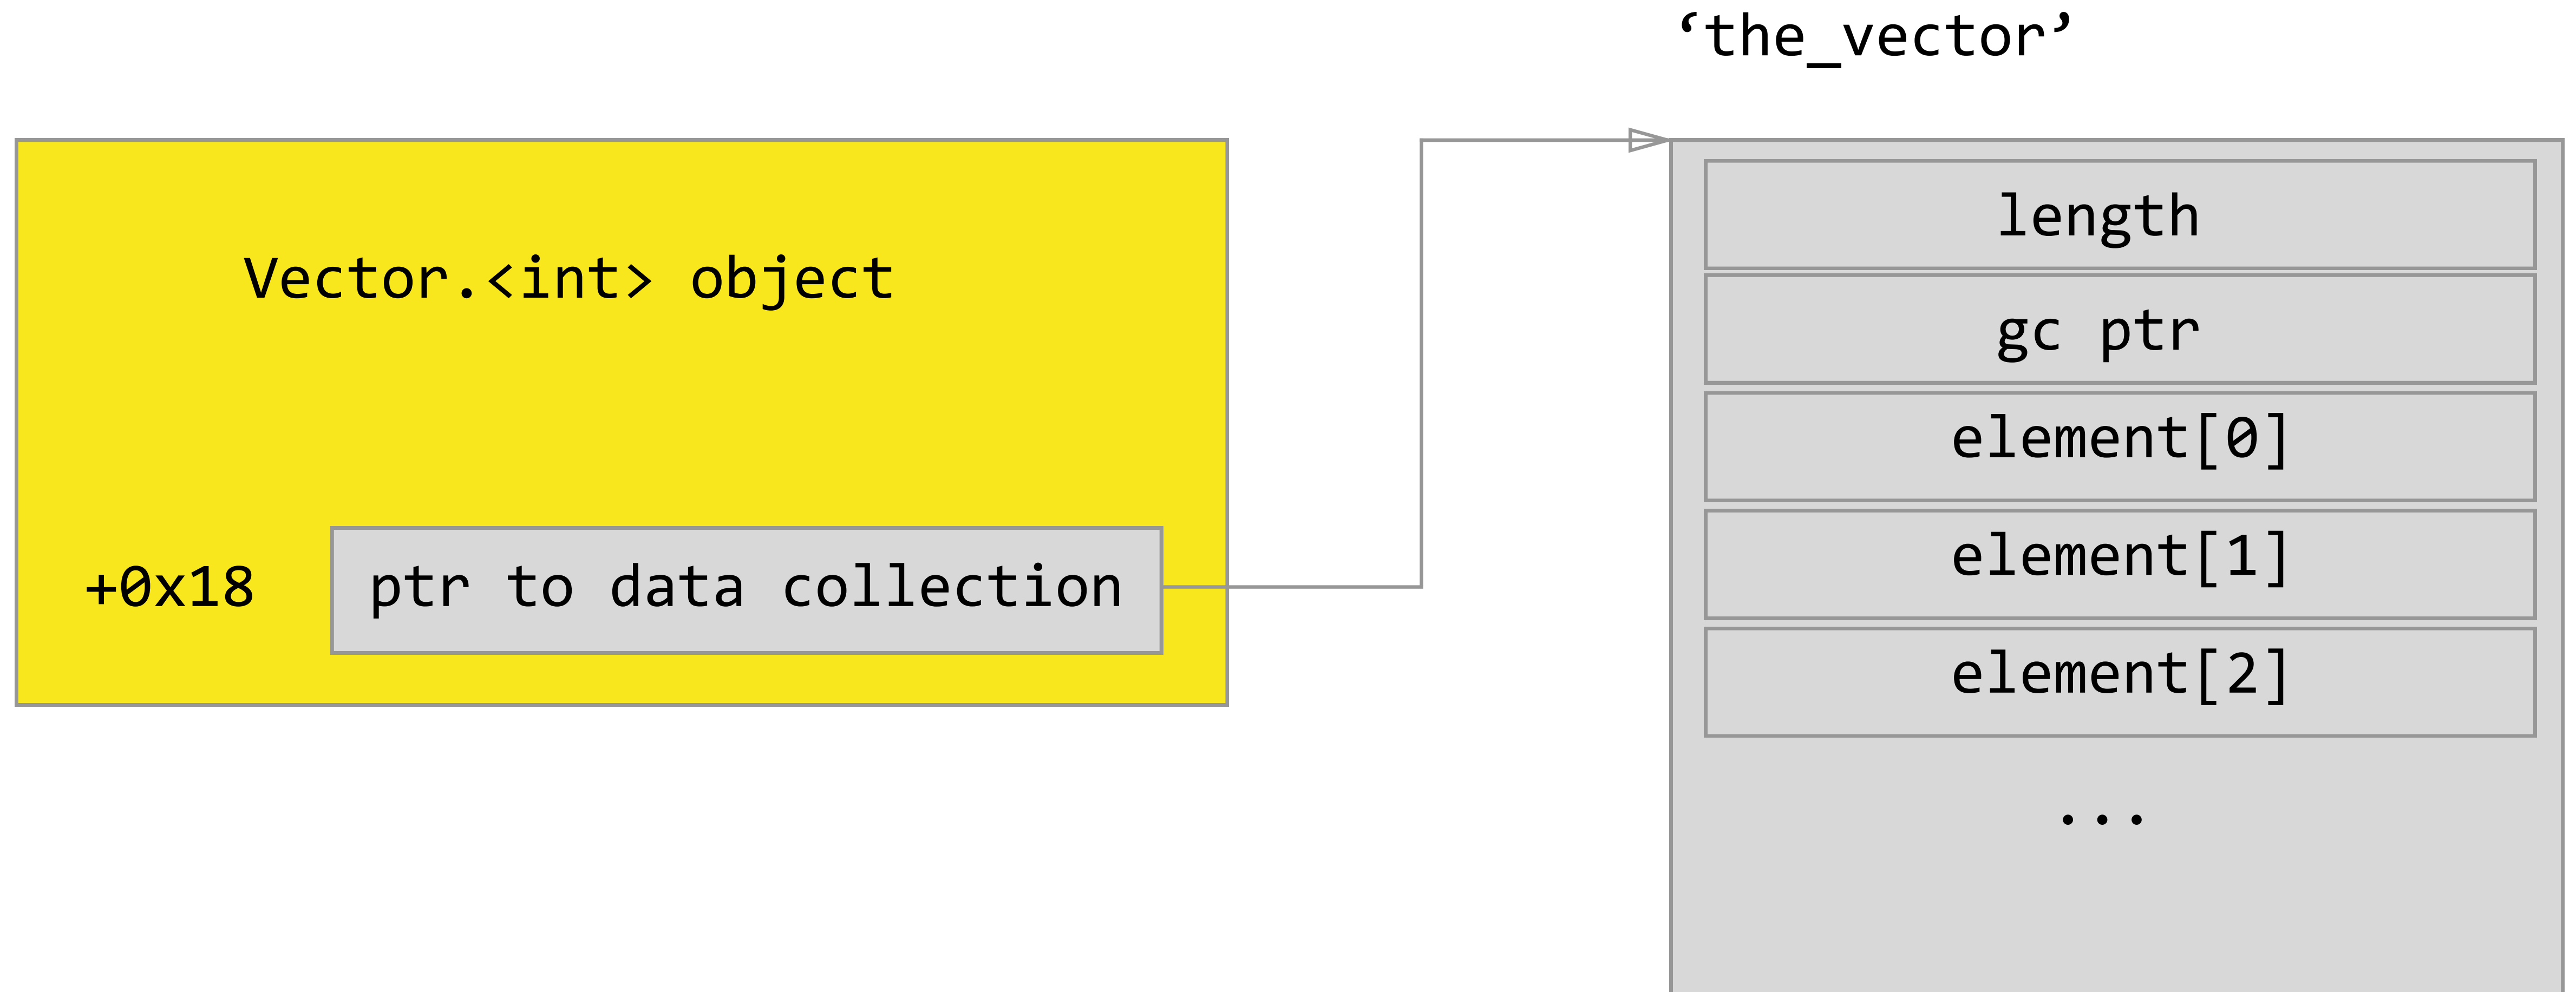 ‘the_vector’
Vector.<int> object
+0x18
ptr to data collection
length
gc ptr
element[0]
element[1]
element[2]
...